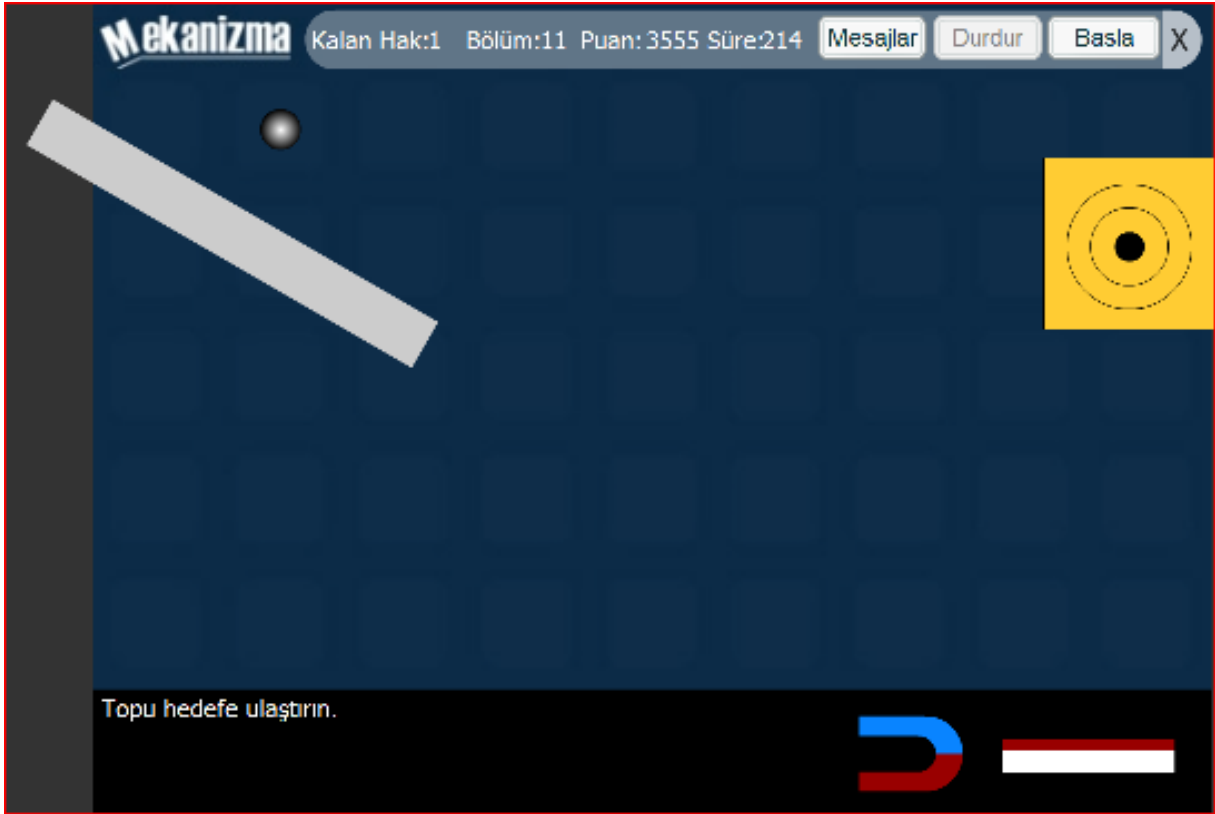 Mekanizma Kalan Hak:1 Bölüm:11 Puan: 3555 Süre:214 Mesajlar Durdur Basla X
Topu hedefe ulaştırın.